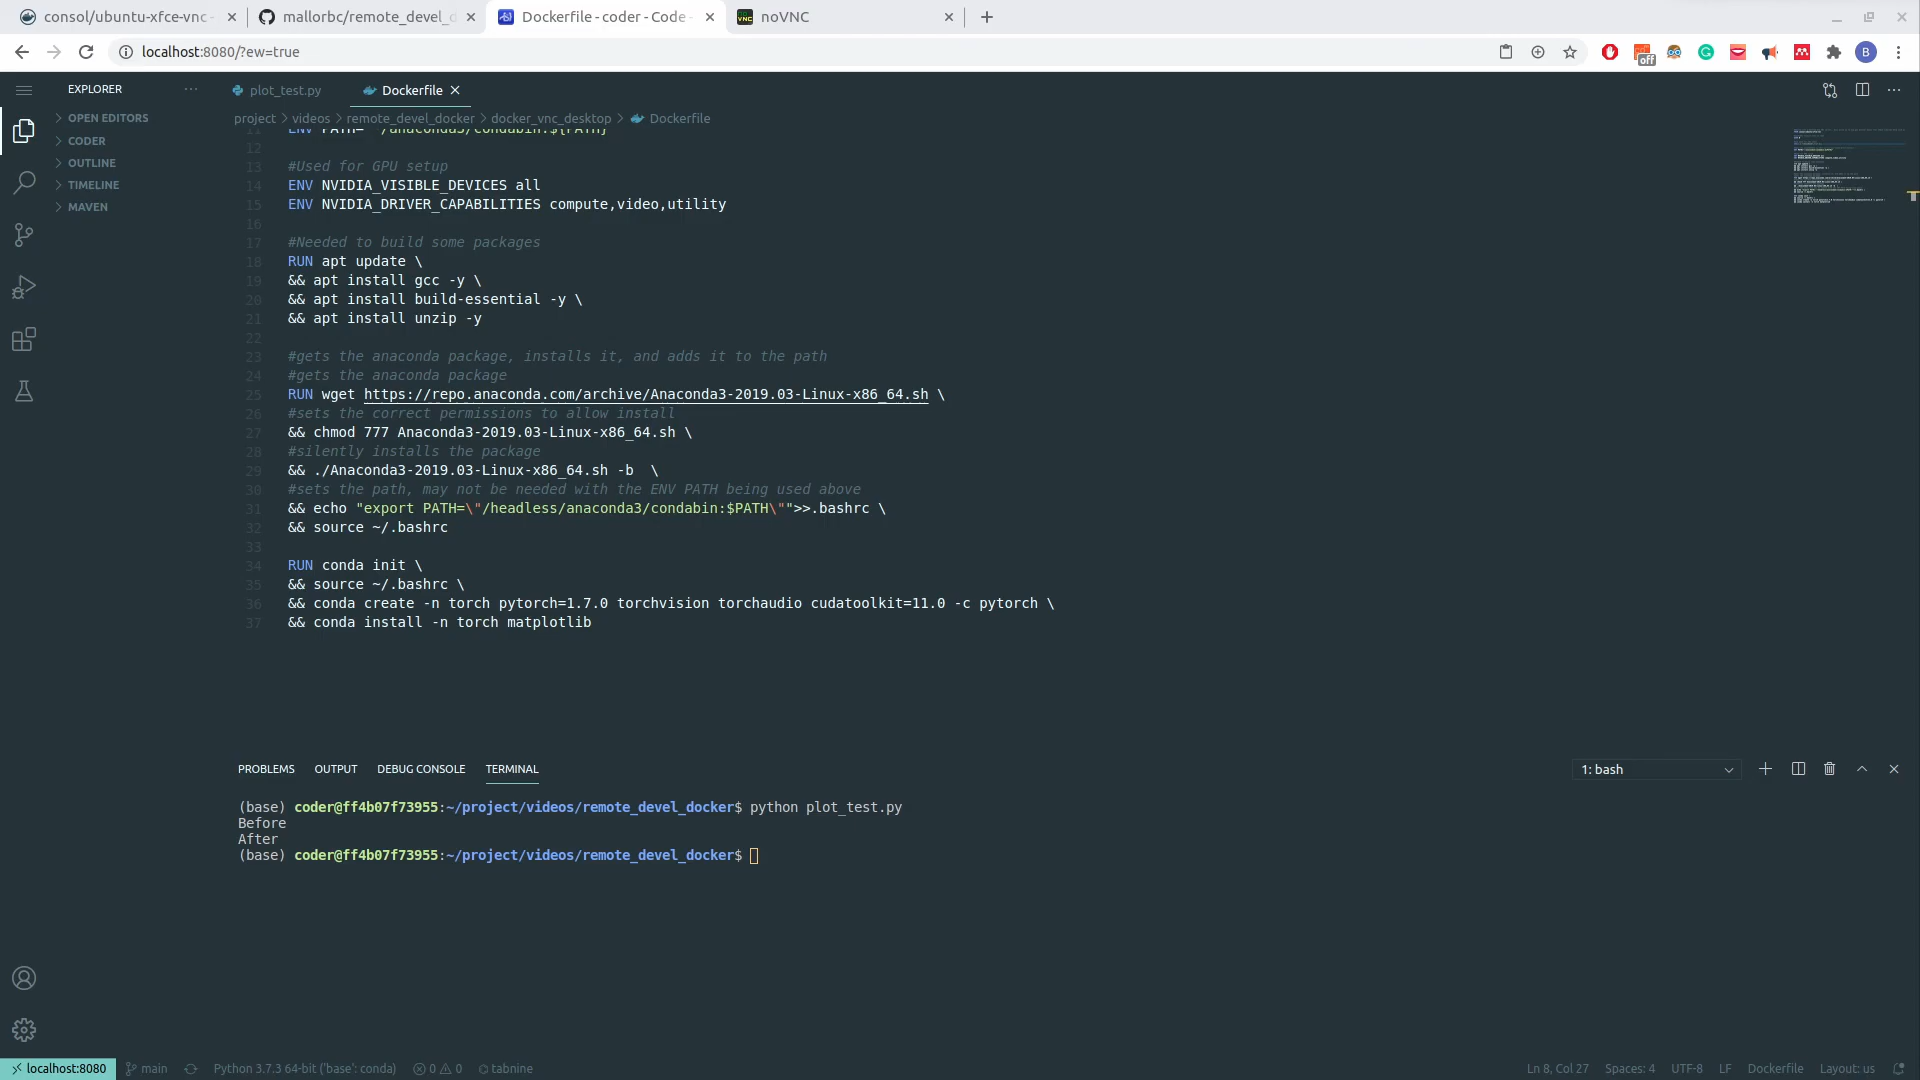 consol/ubuntu-xfce-vnc -
mallorbc/remote_devel_d
Dockerfile - coder - Code -
noVNC
localhost:8080/?ew=true
off
B
EXPLORER
plot_test.py
Dockerfile
OPEN EDITORS
CODER
OUTLINE
TIMELINE
MAVEN
project > videos > remote_devel_docker > docker_vnc_desktop > Dockerfile
12
13 #Used for GPU setup
14 ENV NVIDIA_VISIBLE_DEVICES all
15 ENV NVIDIA_DRIVER_CAPABILITIES compute,video,utility
16
17 #Needed to build some packages
18 RUN apt update \
19 && apt install gcc -y \
20 && apt install build-essential -y \
21 && apt install unzip -y
22
23 #gets the anaconda package, installs it, and adds it to the path
24 #gets the anaconda package
25 RUN wget https://repo.anaconda.com/archive/Anaconda3-2019.03-Linux-x86_64.sh \
26 #sets the correct permissions to allow install
27 && chmod 777 Anaconda3-2019.03-Linux-x86_64.sh \
28 #silently installs the package
29 && ./Anaconda3-2019.03-Linux-x86_64.sh -b  \
30 #sets the path, may not be needed with the ENV PATH being used above
31 && echo "export PATH=\"/headless/anaconda3/condabin:$PATH\"">>.bashrc \
32 && source ~/.bashrc
33
34 RUN conda init \
35 && source ~/.bashrc \
36 && conda create -n torch pytorch=1.7.0 torchvision torchaudio cudatoolkit=11.0 -c pytorch \
37 && conda install -n torch matplotlib
PROBLEMS OUTPUT DEBUG CONSOLE TERMINAL
1: bash
(base) coder@ff4b07f73955:~/project/videos/remote_devel_docker$ python plot_test.py
Before
After
(base) coder@ff4b07f73955:~/project/videos/remote_devel_docker$
localhost:8080 main Python 3.7.3 64-bit ('base': conda) 0 0 tabnine
Ln 8, Col 27 Spaces: 4 UTF-8 LF Dockerfile Layout: us